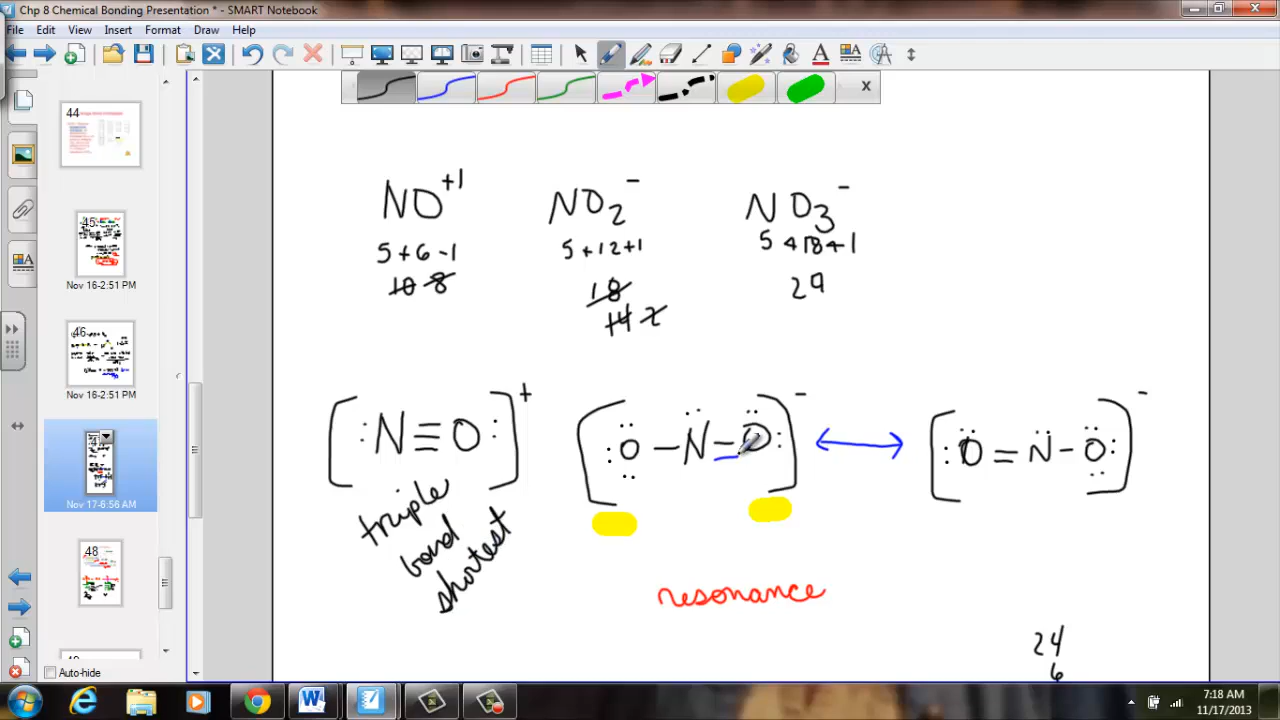 Chp 8 Chemical Bonding Presentation * - SMART Notebook
File Edit View Insert Format Draw Help
x
44
45
Nov 16-2:51 PM
46
Nov 16-2:51 PM
Nov 17-6:56 AM
48
Auto-hide
NO+1 NO2− NO3−
5+6-1 5+12+1 5+18+1
10 8 18 24
14 2
[:N≡O:]+ [:O−N=O:]− ↔ [:O=N−O:]−
triple
bond
shortest
resonance
24
6
7:18 AM
11/17/2013